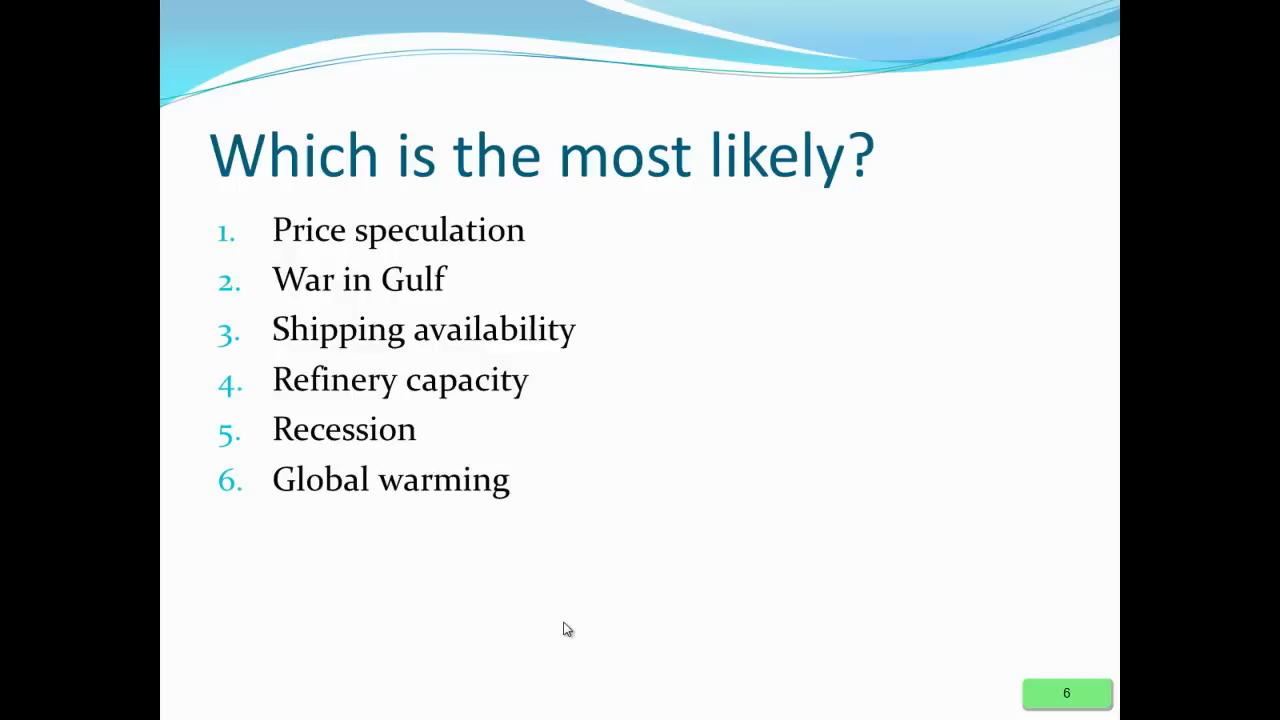 Which is the most likely?
1. Price speculation
2. War in Gulf
3. Shipping availability
4. Refinery capacity
5. Recession
6. Global warming
6